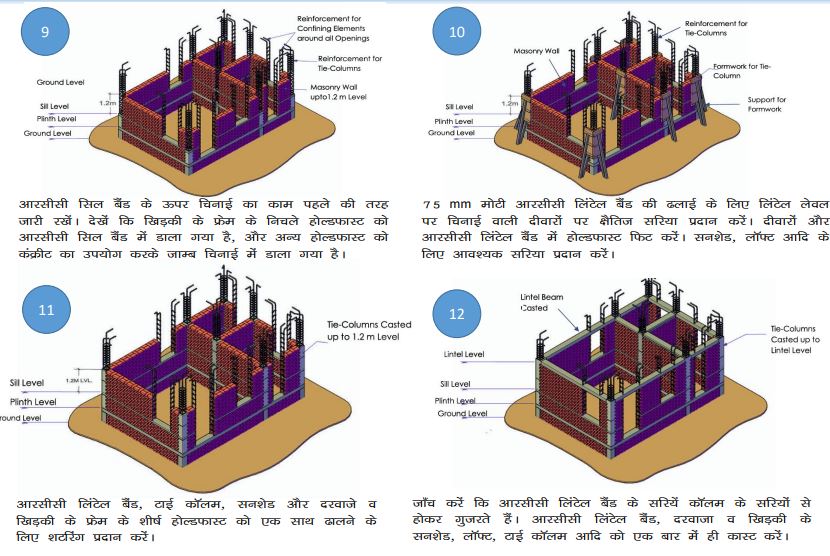 9
Reinforcement for
Confining Elements
around all Openings
Reinforcement for
Tie-Columns
Ground Level
Masonry Wall
upto1.2 m Level
1.2m
Sill Level
Plinth Level
Ground Level
आरसीसी सिल बैंड के ऊपर चिनाई का काम पहले की तरह
जारी रखें। देखें कि खिड़की के फ्रेम के निचले होल्डफास्ट को
आरसीसी सिल बैंड में डाला गया है, और अन्य होल्डफास्ट को
कंक्रीट का उपयोग करके जाम्ब चिनाई में डाला गया है।
10
Reinforcement for
Tie-Columns
Masonry Wall
Formwork for Tie-
Column
Support for
Formwork
1.2m
Sill Level
Plinth Level
Ground Level
75 mm मोटी आरसीसी लिंटेल बैंड की ढलाई के लिए लिंटेल लेवल
पर चिनाई वाली दीवारों पर क्षैतिज सरिया प्रदान करें। दीवारों और
आरसीसी लिंटेल बैंड में होल्डफास्ट फिट करें। सनशेड, लॉफ्ट आदि के
लिए आवश्यक सरिया प्रदान करें।
11
Tie-Columns Casted
up to 1.2 m Level
Sill Level
1.2M LVL.
Plinth Level
round Level
आरसीसी लिंटेल बैंड, टाई कॉलम, सनशेड और दरवाजे व
खिड़की के फ्रेम के शीर्ष होल्डफास्ट को एक साथ ढालने के
लिए शटरिंग प्रदान करें।
12
Lintel Beam
Casted
Tie-Columns
Casted up to
Lintel Level
Lintel Level
Sill Level
Plinth Level
Ground Level
जाँच करें कि आरसीसी लिंटेल बैंड के सरियें कॉलम के सरियों से
होकर गुजरते हैं। आरसीसी लिंटेल बैंड, दरवाजा व खिड़की के
सनशेड, लॉफ्ट, टाई कॉलम आदि को एक बार में ही कास्ट करें।